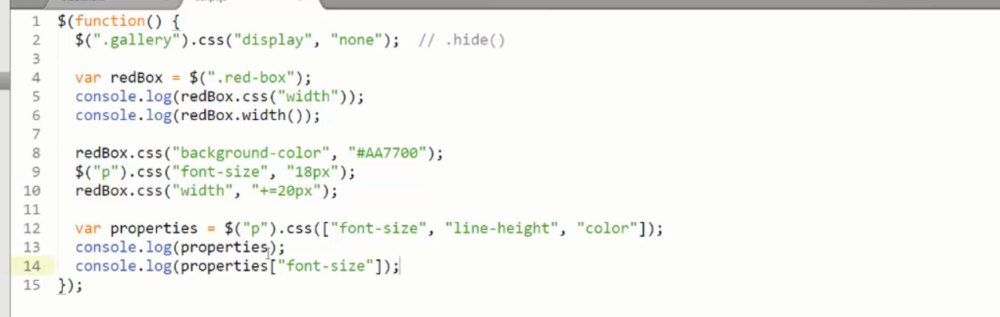 1 $(function() {
2 $(".gallery").css("display", "none"); // .hide()
3
4 var redBox = $(".red-box");
5 console.log(redBox.css("width"));
6 console.log(redBox.width());
7
8 redBox.css("background-color", "#AA7700");
9 $("p").css("font-size", "18px");
10 redBox.css("width", "+=20px");
11
12 var properties = $("p").css(["font-size", "line-height", "color"]);
13 console.log(properties);
14 console.log(properties["font-size"]);
15 });